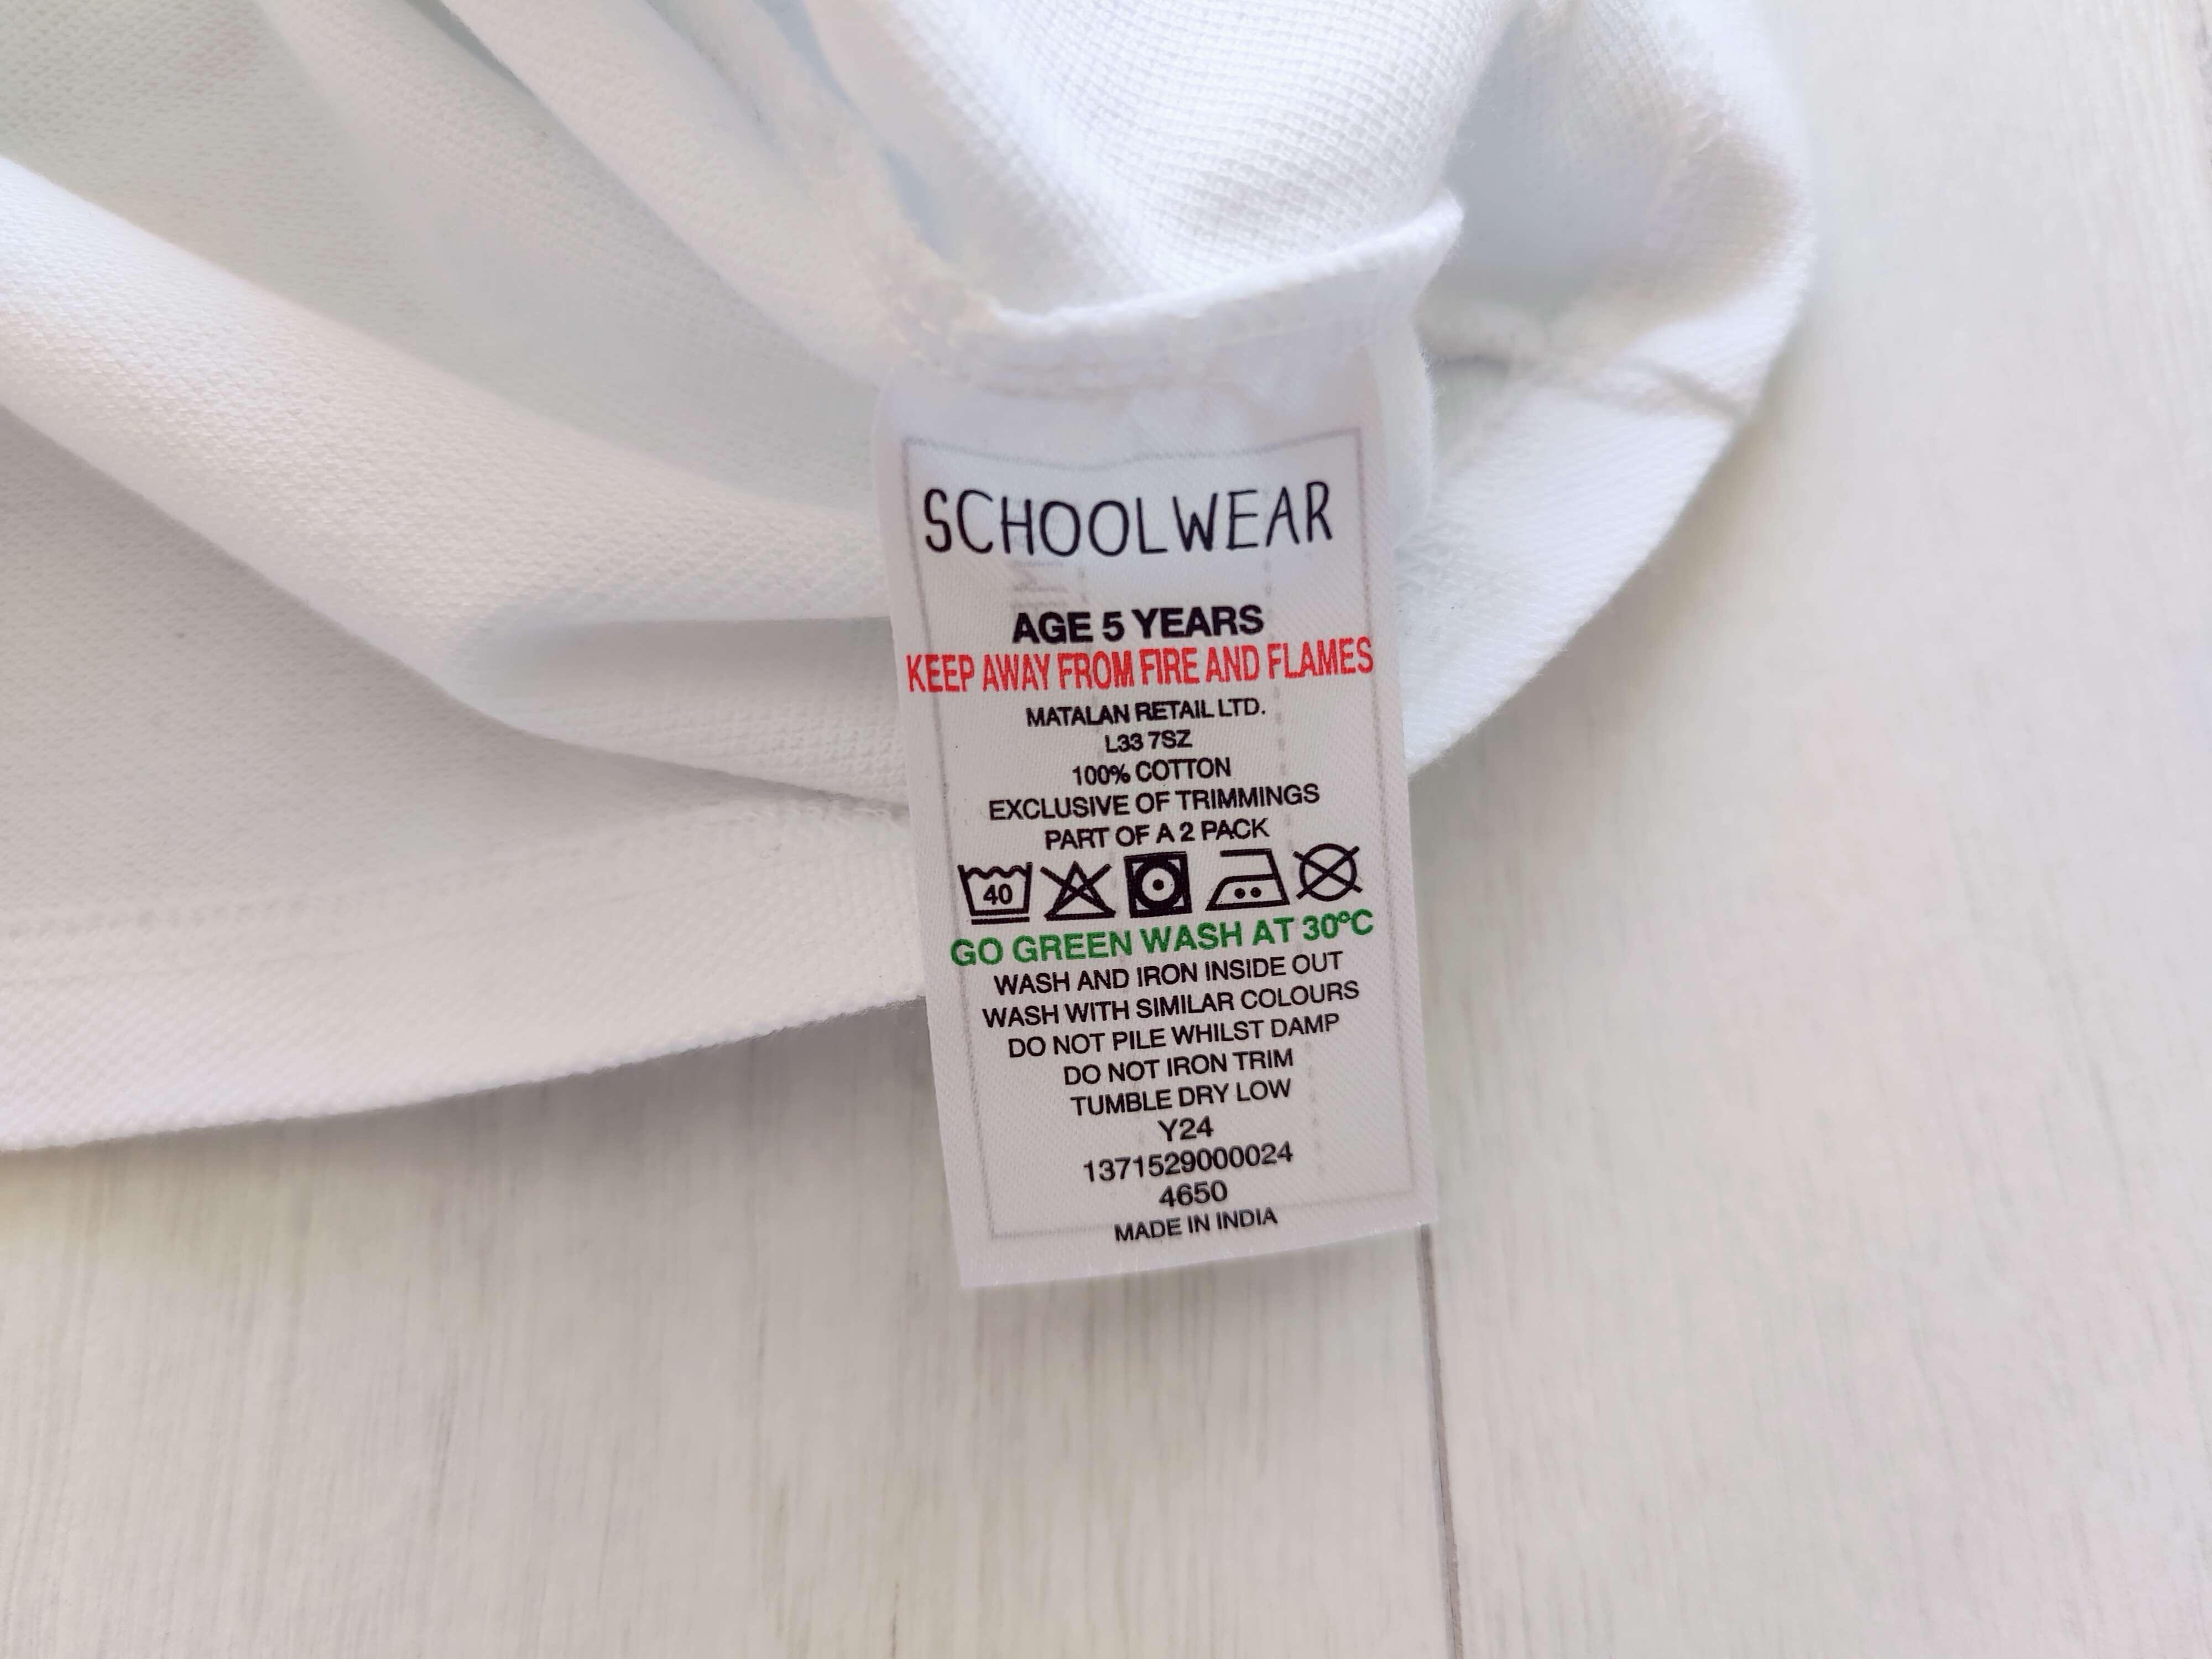 SCHOOLWEAR
AGE 5 YEARS
KEEP AWAY FROM FIRE AND FLAMES
MATALAN RETAIL LTD.
L33 7SZ
100% COTTON
EXCLUSIVE OF TRIMMINGS
PART OF A 2 PACK
40
GO GREEN WASH AT 30ºC
WASH AND IRON INSIDE OUT
WASH WITH SIMILAR COLOURS
DO NOT PILE WHILST DAMP
DO NOT IRON TRIM
TUMBLE DRY LOW
Y24
1371529000024
4650
MADE IN INDIA